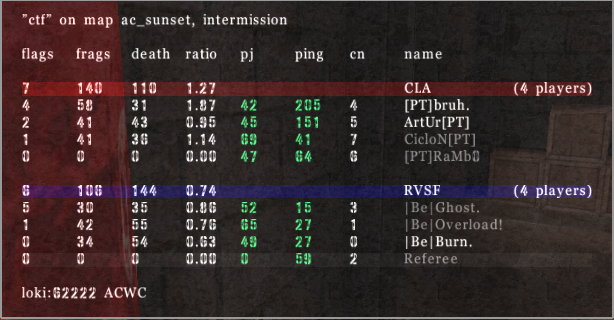 "ctf" on map ac_sunset, intermission
flags frags death ratio pj ping cn name
7 140 110 1.27 CLA (4 players)
4 58 31 1.87 42 205 4 [PT]bruh.
2 41 43 0.95 45 151 5 ArtUr[PT]
1 41 36 1.14 69 41 7 CicloN[PT]
0 0 0 0.00 47 64 6 [PT]RaMb0
6 106 144 0.74 RVSF (4 players)
5 30 35 0.86 52 15 3 |Be|Ghost.
1 42 55 0.76 65 27 1 |Be|Overload!
0 34 54 0.63 49 27 0 |Be|Burn.
0 0 0 0.00 0 59 2 Referee
loki:62222 ACWC